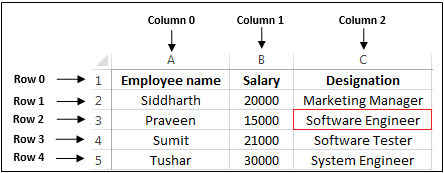 Column 0 Column 1 Column 2
A B C
Row 0 1 Employee name Salary Designation
Row 1 2 Siddharth 20000 Marketing Manager
Row 2 3 Praveen 15000 Software Engineer
Row 3 4 Sumit 21000 Software Tester
Row 4 5 Tushar 30000 System Engineer